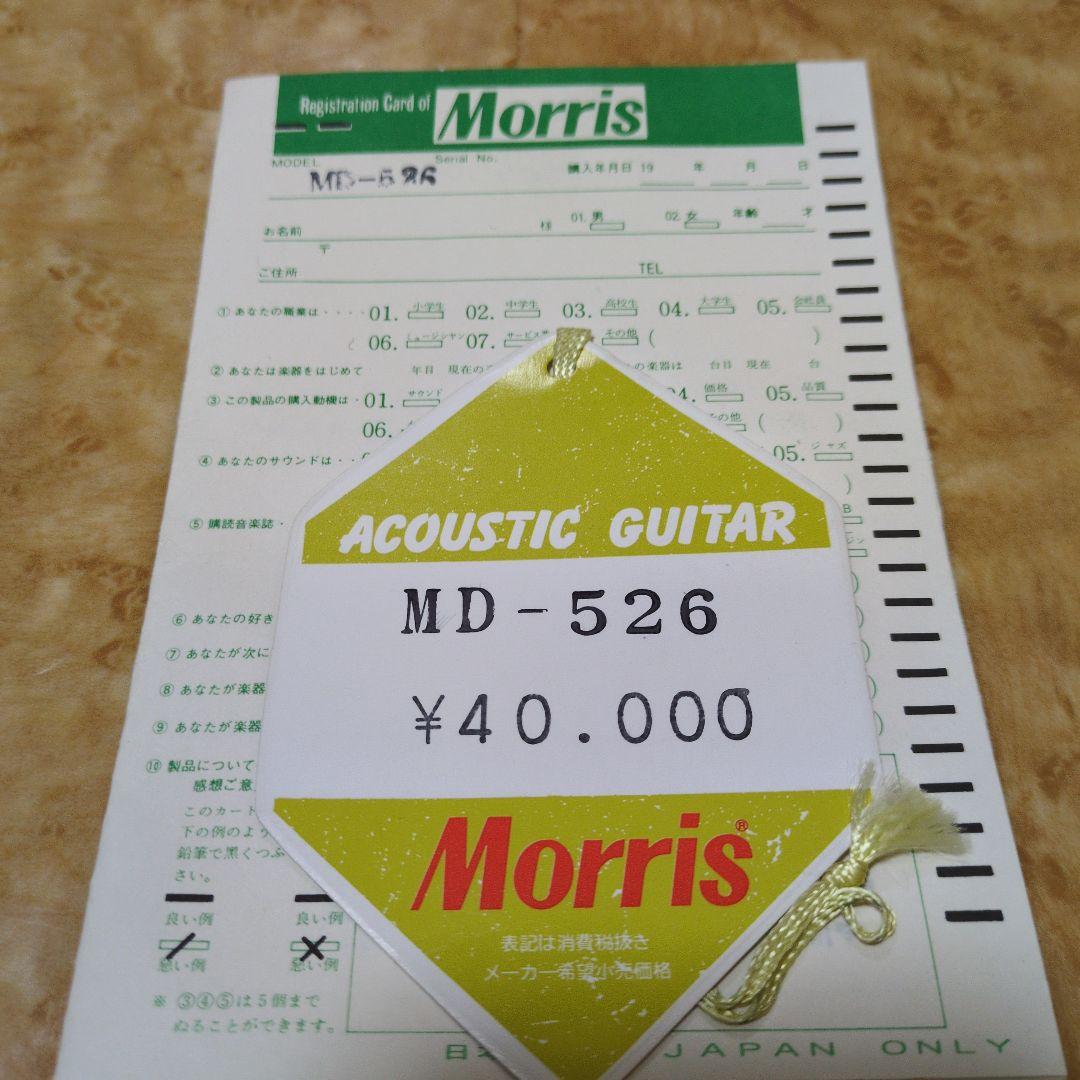 Registration Card of Morris
MODEL Serial No. 購入年月日 19 年 月 日
MD-526
お名前 様 01. 男 02. 女 年齢 才
〒
ご住所 TEL
① あなたの職業は・・・・01. 小学生 02. 中学生 03. 高校生 04. 大学生 05. 会社員
06. ミュージシャン 07. その他 ( )
② あなたは楽器をはじめて 年目 現在の の楽器は 台目 現在 台
③ この製品の購入動機は・01. サウンド 04. 価格 05. 品質
06. その他 ( )
④ あなたのサウンドは・・ 05. ジャズ
)
⑤ 購読音楽誌・
⑥ あなたの好き
⑦ あなたが次に
⑧ あなたが楽器
⑨ あなたが楽器
⑩ 製品について
感想ご意
このカート
下の例のよう
鉛筆で黒くつぶ
さい。
良い例 良い例
悪い例 悪い例
※ ③④⑤は5個まで
ぬることができます。
ACOUSTIC GUITAR
MD-526
¥40.000
Morris®
表記は消費税抜き
メーカー希望小売価格
日本 JAPAN ONLY